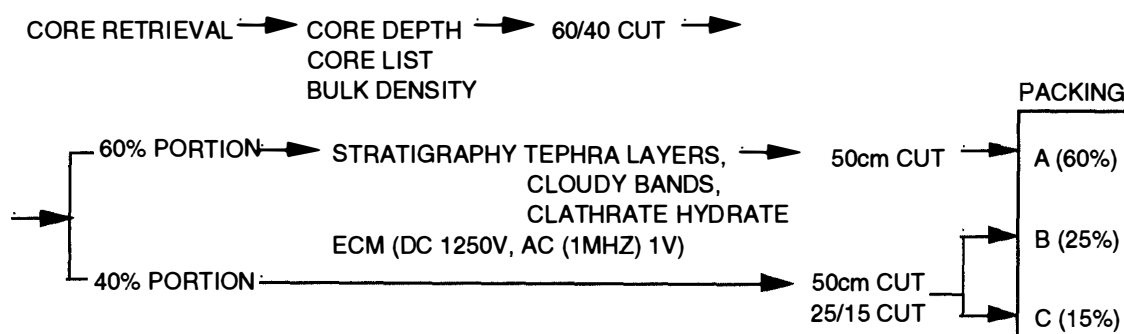 CORE RETRIEVAL CORE DEPTH 60/40 CUT
CORE LIST
BULK DENSITY
PACKING
60% PORTION STRATIGRAPHY TEPHRA LAYERS, 50cm CUT A (60%)
CLOUDY BANDS,
CLATHRATE HYDRATE
ECM (DC 1250V, AC (1MHZ) 1V) B (25%)
40% PORTION 50cm CUT
25/15 CUT C (15%)